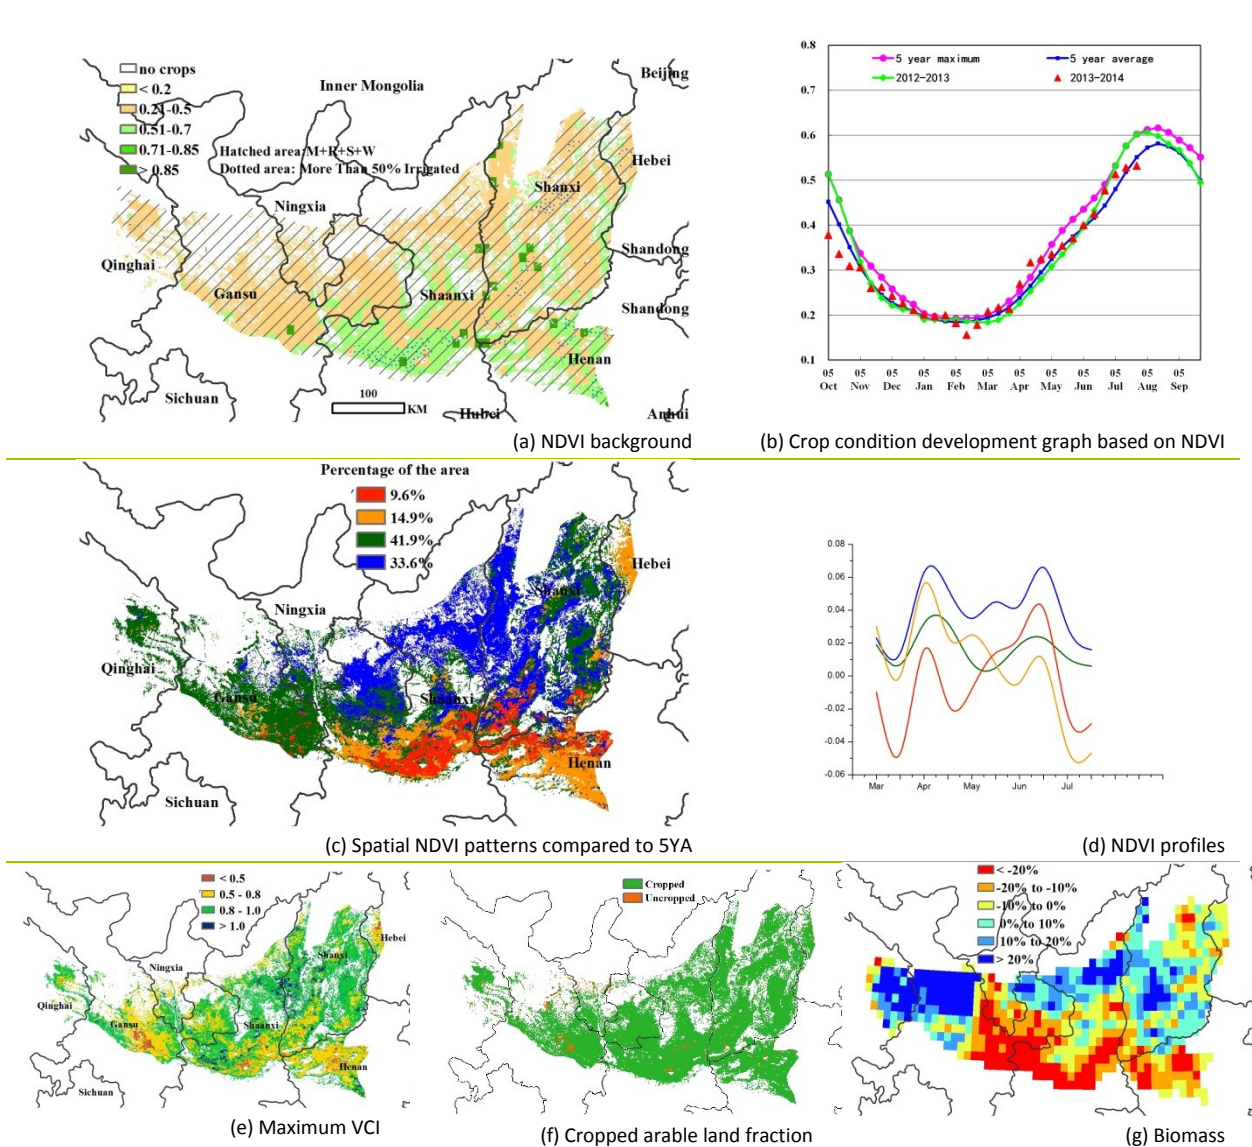 no crops
< 0.2
0.21-0.5
0.51-0.7
0.71-0.85
> 0.85
Hatched area:M+R+S+W
Dotted area: More Than 50% Irrigated
Inner Mongolia
Beijing
Hebei
Shanxi
Ningxia
Shandong
Qinghai
Gansu
Shaanxi
Shandong
Henan
Sichuan
100
KM
Hubei
Anhui
(a) NDVI background
0.8
0.7
0.6
0.5
0.4
0.3
0.2
0.1
5 year maximum
5 year average
2012-2013
2013-2014
05 05 05 05 05 05 05 05 05 05 05 05
Oct Nov Dec Jan Feb Mar Apr May Jun Jul Aug Sep
(b) Crop condition development graph based on NDVI
Percentage of the area
9.6%
14.9%
41.9%
33.6%
Hebei
Shanxi
Ningxia
Qinghai
Gansu
Shaanxi
Henan
Sichuan
(c) Spatial NDVI patterns compared to 5YA
0.08
0.06
0.04
0.02
0.00
-0.02
-0.04
-0.06
Mar Apr May Jun Jul
(d) NDVI profiles
< 0.5
0.5 - 0.8
0.8 - 1.0
> 1.0
Hebei
Shanxi
Ningxia
Qinghai
Gansu
Shaanxi
Henan
Sichuan
(e) Maximum VCI
Cropped
Uncropped
(f) Cropped arable land fraction
< -20%
-20% to -10%
-10% to 0%
0% to 10%
10% to 20%
> 20%
(g) Biomass